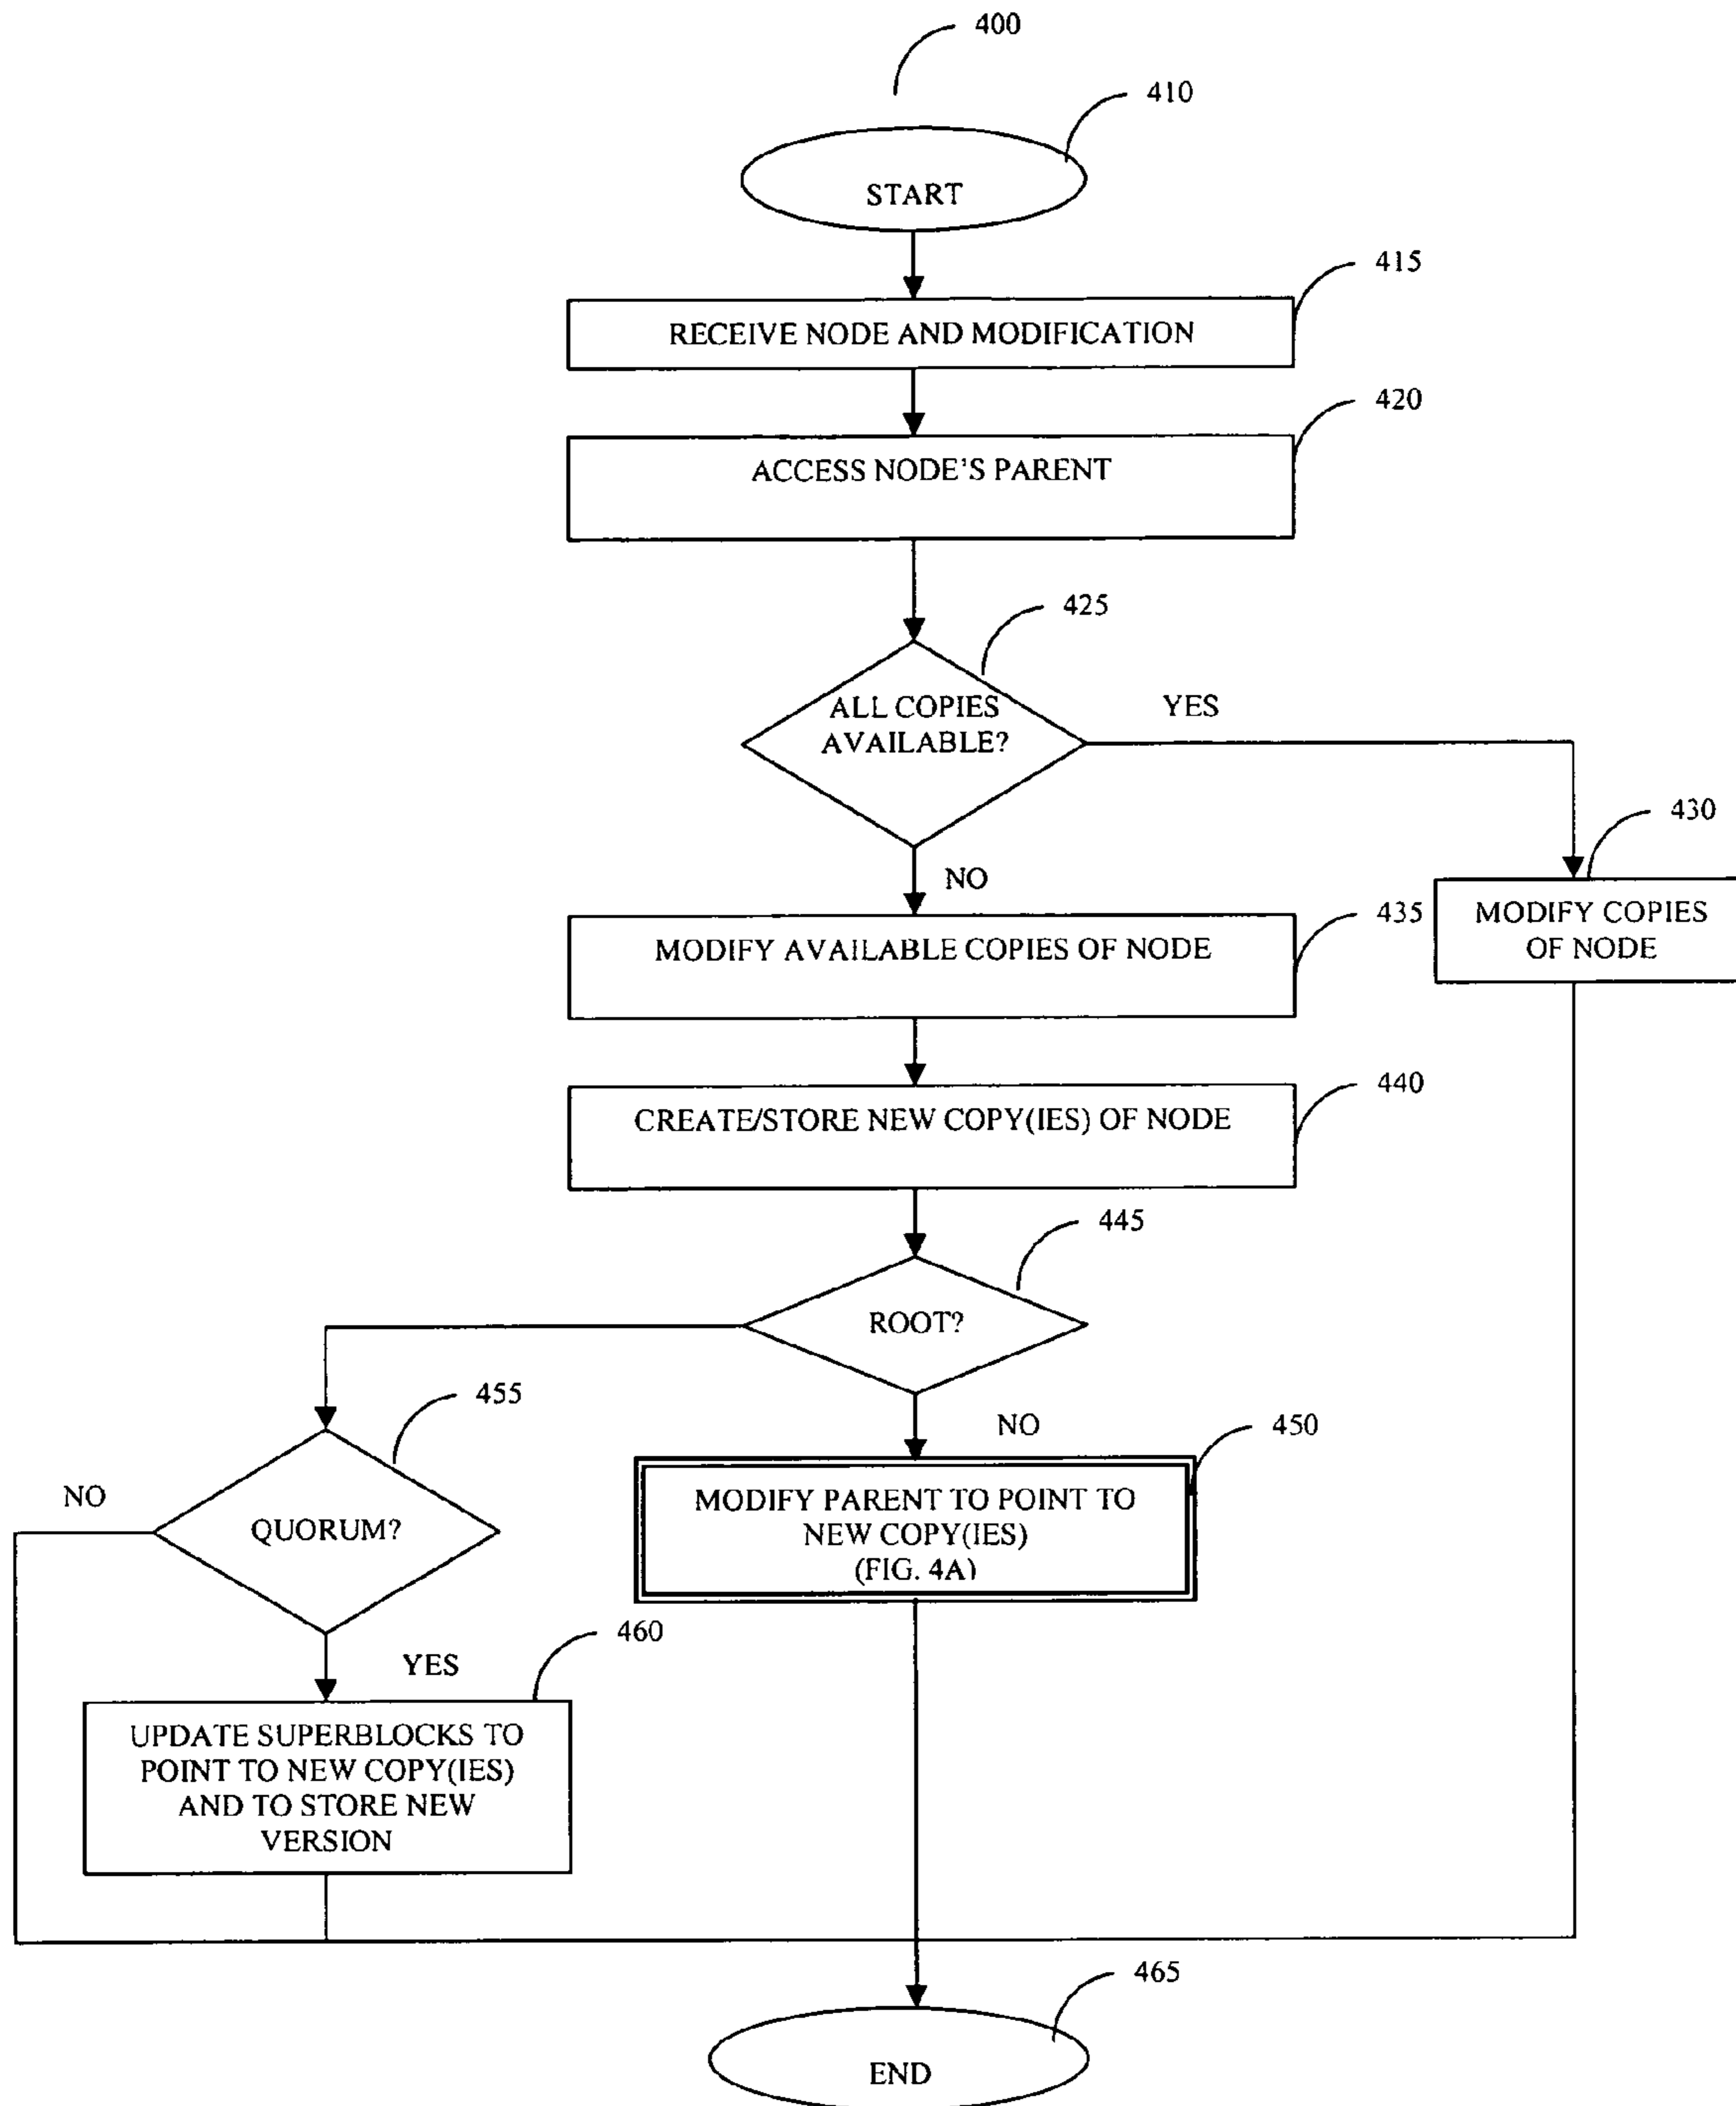 400
410
START
415
RECEIVE NODE AND MODIFICATION
420
ACCESS NODE'S PARENT
425
ALL COPIES
AVAILABLE?
YES
430
NO
MODIFY COPIES
OF NODE
435
MODIFY AVAILABLE COPIES OF NODE
440
CREATE/STORE NEW COPY(IES) OF NODE
445
ROOT?
455
NO
450
NO
QUORUM?
MODIFY PARENT TO POINT TO
NEW COPY(IES)
(FIG. 4A)
460
YES
UPDATE SUPERBLOCKS TO
POINT TO NEW COPY(IES)
AND TO STORE NEW
VERSION
465
END